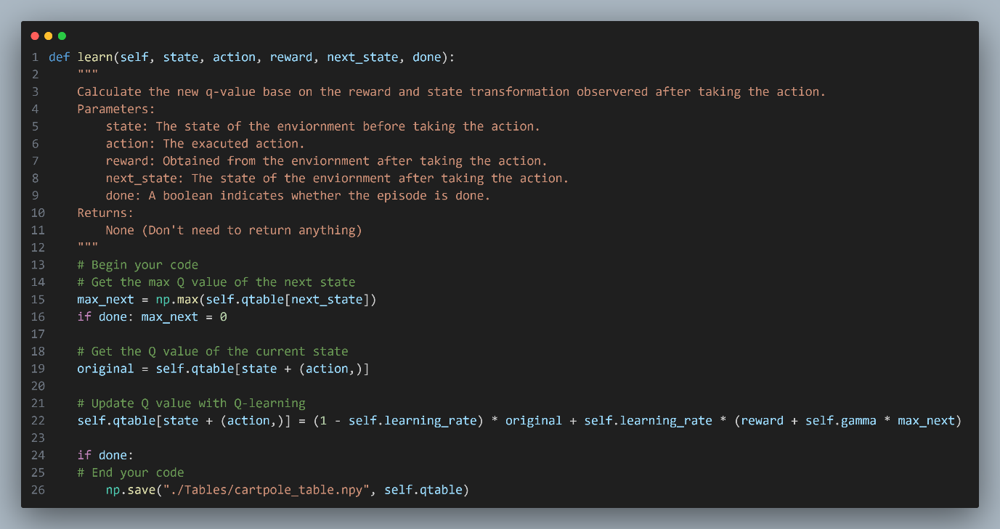 1 def learn(self, state, action, reward, next_state, done):
2     """
3     Calculate the new q-value base on the reward and state transformation observered after taking the action.
4     Parameters:
5         state: The state of the enviornment before taking the action.
6         action: The exacuted action.
7         reward: Obtained from the enviornment after taking the action.
8         next_state: The state of the enviornment after taking the action.
9         done: A boolean indicates whether the episode is done.
10     Returns:
11         None (Don't need to return anything)
12     """
13     # Begin your code
14     # Get the max Q value of the next state
15     max_next = np.max(self.qtable[next_state])
16     if done: max_next = 0
17
18     # Get the Q value of the current state
19     original = self.qtable[state + (action,)]
20
21     # Update Q value with Q-learning
22     self.qtable[state + (action,)] = (1 - self.learning_rate) * original + self.learning_rate * (reward + self.gamma * max_next)
23
24     if done:
25     # End your code
26         np.save("./Tables/cartpole_table.npy", self.qtable)